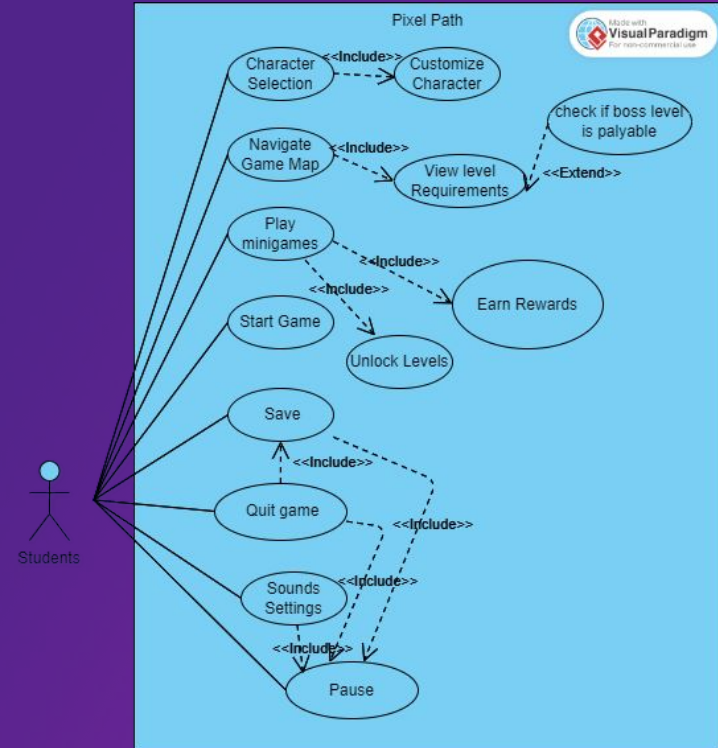 Pixel Path
Made with
VisualParadigm
For non-commercial use
Character
Selection
<<Include>>
Customize
Character
check if boss level
is palyable
Navigate
Game Map
<<Include>>
View level
Requirements
<<Extend>>
Play
minigames
<<Include>>
<<Include>>
Earn Rewards
Start Game
Unlock Levels
Save
<<Include>>
Quit game
<<Include>>
Students
Sounds
Settings
<<Include>>
<<Include>>
Pause